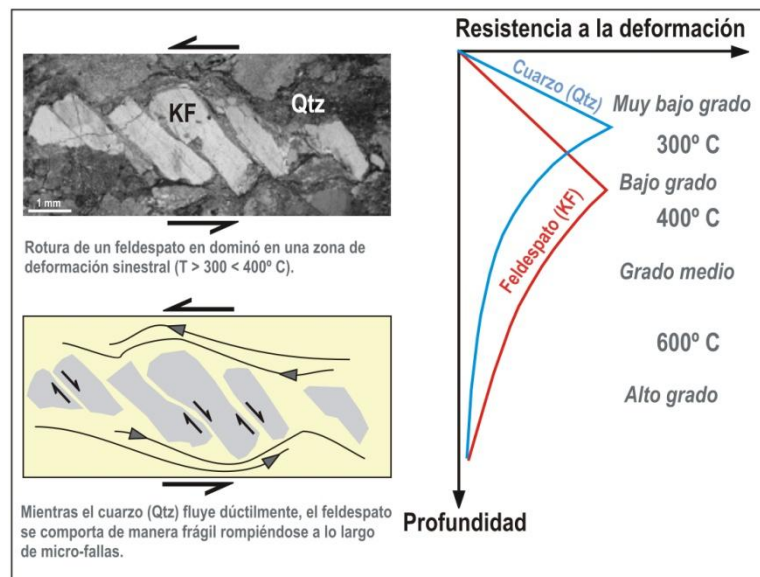 KF
Qtz
1 mm
Rotura de un feldespato en dominó en una zona de
deformación sinestral (T > 300 < 400º C).
Mientras el cuarzo (Qtz) fluye dúctilmente, el feldespato
se comporta de manera frágil rompiéndose a lo largo
de micro-fallas.
Resistencia a la deformación
Cuarzo (Qtz)
Muy bajo grado
300º C
Bajo grado
400º C
Feldespato (KF)
Grado medio
600º C
Alto grado
Profundidad